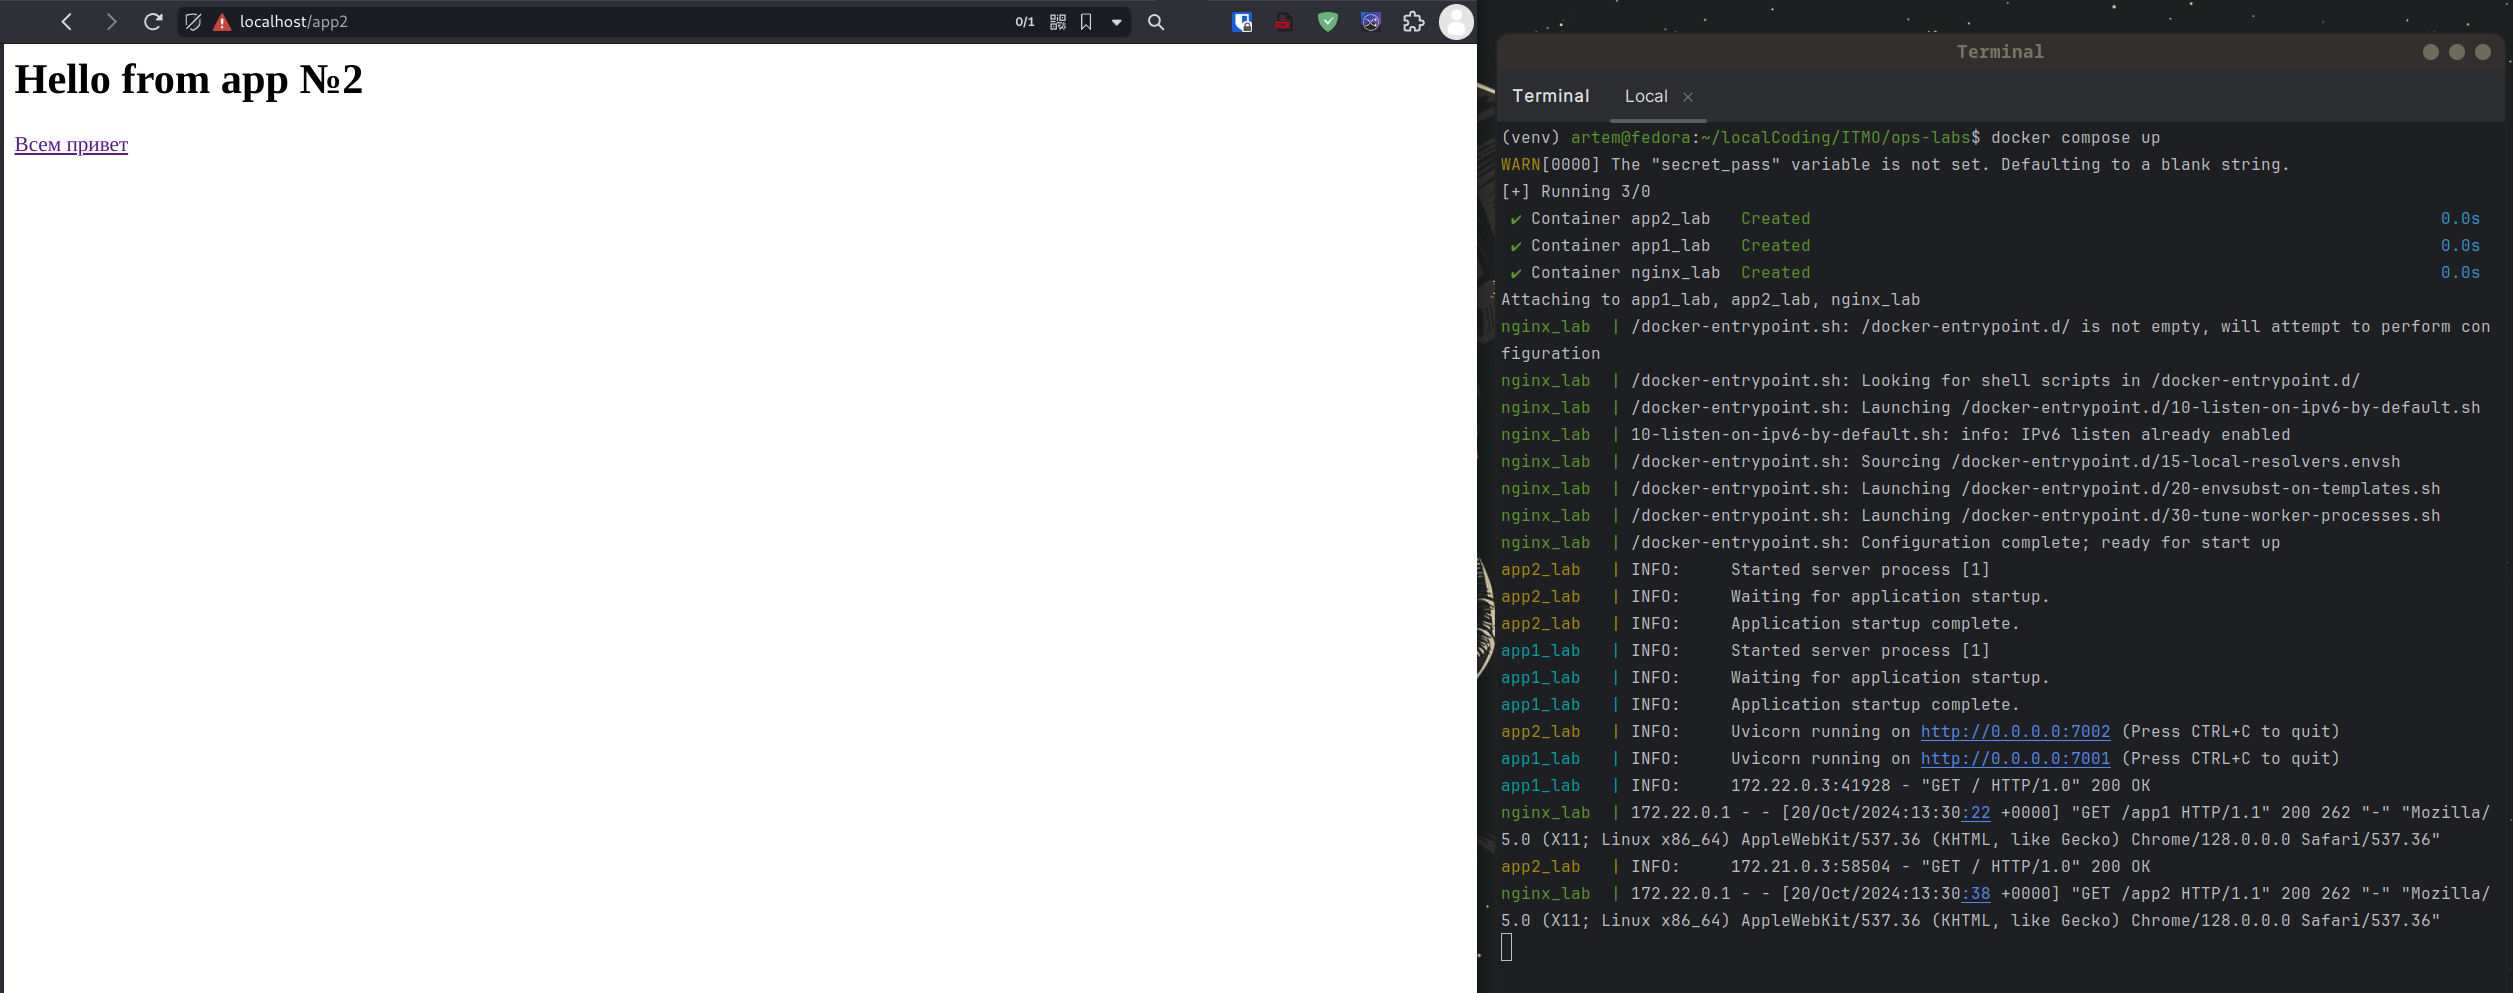 localhost/app2
0/1
Hello from app №2
Всем привет
Terminal
Terminal Local
(venv) artem@fedora:~/localCoding/ITMO/ops-labs$ docker compose up
WARN[0000] The "secret_pass" variable is not set. Defaulting to a blank string.
[+] Running 3/0
✔ Container app2_lab   Created 0.0s
✔ Container app1_lab   Created 0.0s
✔ Container nginx_lab  Created 0.0s
Attaching to app1_lab, app2_lab, nginx_lab
nginx_lab  | /docker-entrypoint.sh: /docker-entrypoint.d/ is not empty, will attempt to perform con
figuration
nginx_lab  | /docker-entrypoint.sh: Looking for shell scripts in /docker-entrypoint.d/
nginx_lab  | /docker-entrypoint.sh: Launching /docker-entrypoint.d/10-listen-on-ipv6-by-default.sh
nginx_lab  | 10-listen-on-ipv6-by-default.sh: info: IPv6 listen already enabled
nginx_lab  | /docker-entrypoint.sh: Sourcing /docker-entrypoint.d/15-local-resolvers.envsh
nginx_lab  | /docker-entrypoint.sh: Launching /docker-entrypoint.d/20-envsubst-on-templates.sh
nginx_lab  | /docker-entrypoint.sh: Launching /docker-entrypoint.d/30-tune-worker-processes.sh
nginx_lab  | /docker-entrypoint.sh: Configuration complete; ready for start up
app2_lab   | INFO:     Started server process [1]
app2_lab   | INFO:     Waiting for application startup.
app2_lab   | INFO:     Application startup complete.
app1_lab   | INFO:     Started server process [1]
app1_lab   | INFO:     Waiting for application startup.
app1_lab   | INFO:     Application startup complete.
app2_lab   | INFO:     Uvicorn running on http://0.0.0.0:7002 (Press CTRL+C to quit)
app1_lab   | INFO:     Uvicorn running on http://0.0.0.0:7001 (Press CTRL+C to quit)
app1_lab   | INFO:     172.22.0.3:41928 - "GET / HTTP/1.0" 200 OK
nginx_lab  | 172.22.0.1 - - [20/Oct/2024:13:30:22 +0000] "GET /app1 HTTP/1.1" 200 262 "-" "Mozilla/
5.0 (X11; Linux x86_64) AppleWebKit/537.36 (KHTML, like Gecko) Chrome/128.0.0.0 Safari/537.36"
app2_lab   | INFO:     172.21.0.3:58504 - "GET / HTTP/1.0" 200 OK
nginx_lab  | 172.22.0.1 - - [20/Oct/2024:13:30:38 +0000] "GET /app2 HTTP/1.1" 200 262 "-" "Mozilla/
5.0 (X11; Linux x86_64) AppleWebKit/537.36 (KHTML, like Gecko) Chrome/128.0.0.0 Safari/537.36"